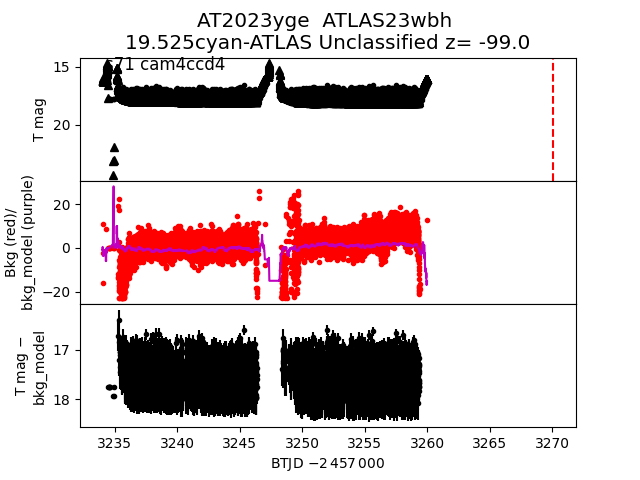 AT2023yge  ATLAS23wbh
19.525cyan-ATLAS Unclassified z= -99.0
71 cam4ccd4
15
20
T mag
20
0
−20
Bkg (red)/
bkg_model (purple)
17
18
T mag −
bkg_model
3235
3240
3245
3250
3255
3260
3265
3270
BTJD −2 457 000